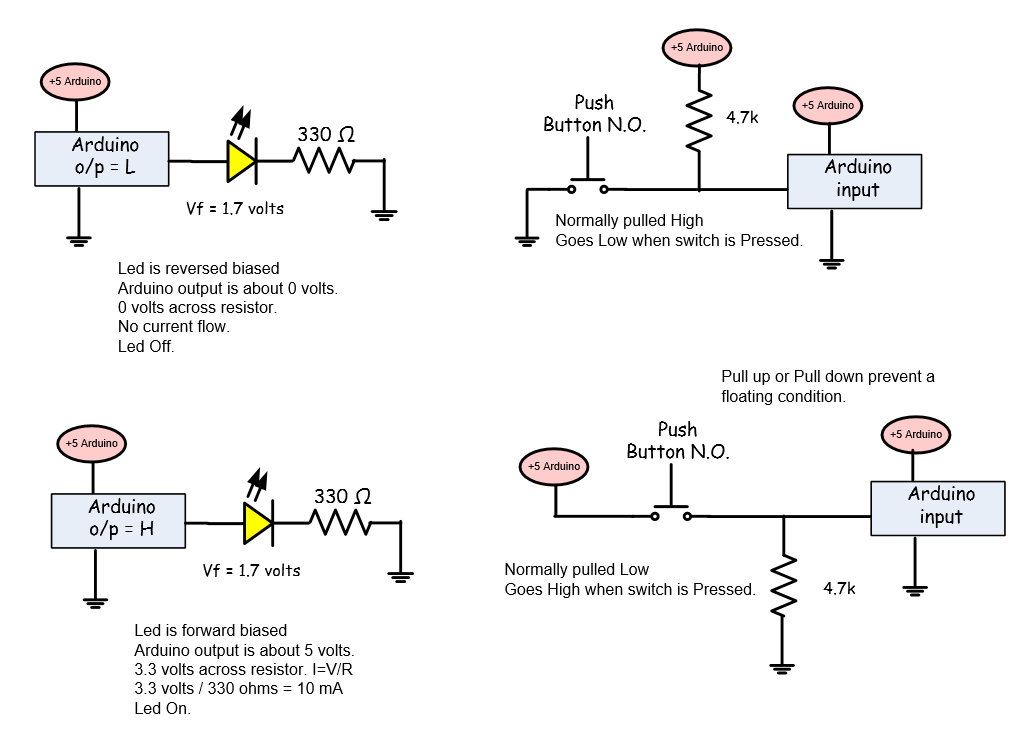 +5 Arduino
Arduino
o/p = L
330 Ω
Vf = 1.7 volts
Led is reversed biased
Arduino output is about 0 volts.
0 volts across resistor.
No current flow.
Led Off.
+5 Arduino
4.7k
Push
Button N.O.
+5 Arduino
Arduino
input
Normally pulled High
Goes Low when switch is Pressed.
+5 Arduino
Arduino
o/p = H
330 Ω
Vf = 1.7 volts
Led is forward biased
Arduino output is about 5 volts.
3.3 volts across resistor. I=V/R
3.3 volts / 330 ohms = 10 mA
Led On.
Pull up or Pull down prevent a
floating condition.
+5 Arduino
Push
Button N.O.
+5 Arduino
Arduino
input
Normally pulled Low
Goes High when switch is Pressed.
4.7k